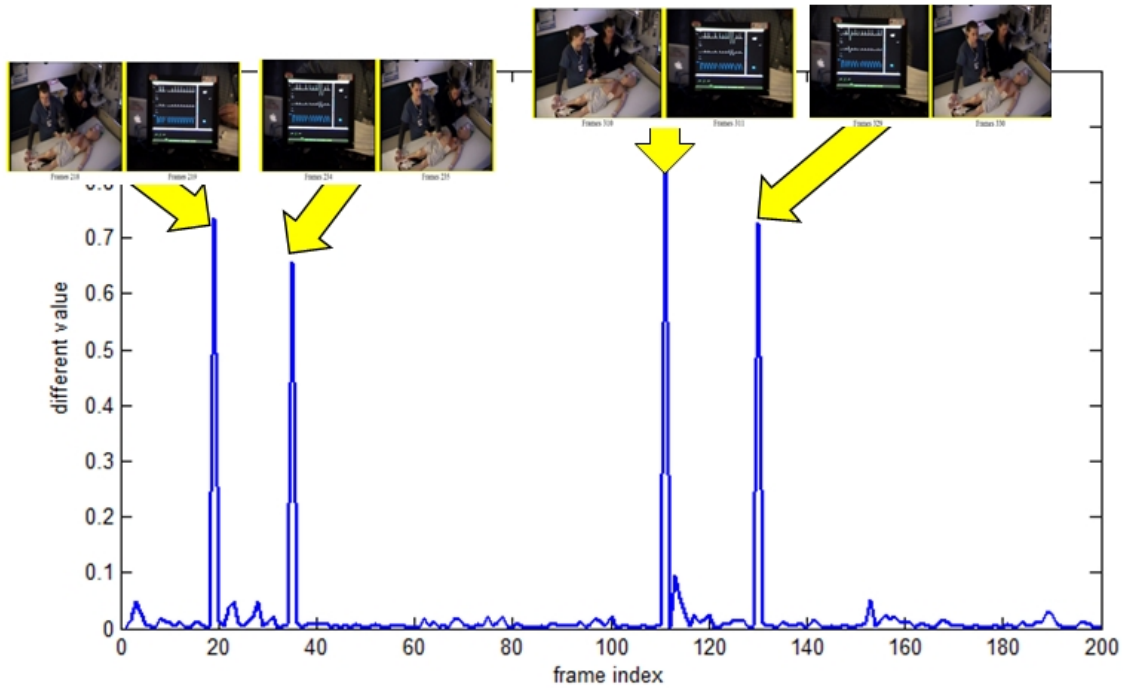 Frames 310
Frames 311
Frames 329
Frames 330
Frames 218
Frames 219
Frames 234
Frames 235
0.8
0.7
0.6
0.5
0.4
0.3
0.2
0.1
0
different value
0 20 40 60 80 100 120 140 160 180 200
frame index